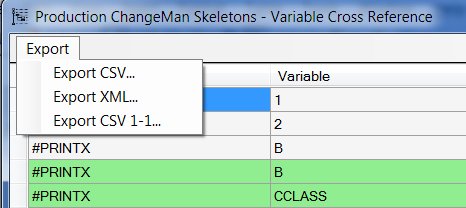 Production ChangeMan Skeletons - Variable Cross Reference
Export
Export CSV...
Export XML...
Export CSV 1-1...
Variable
1
2
#PRINTX B
#PRINTX B
#PRINTX CCLASS